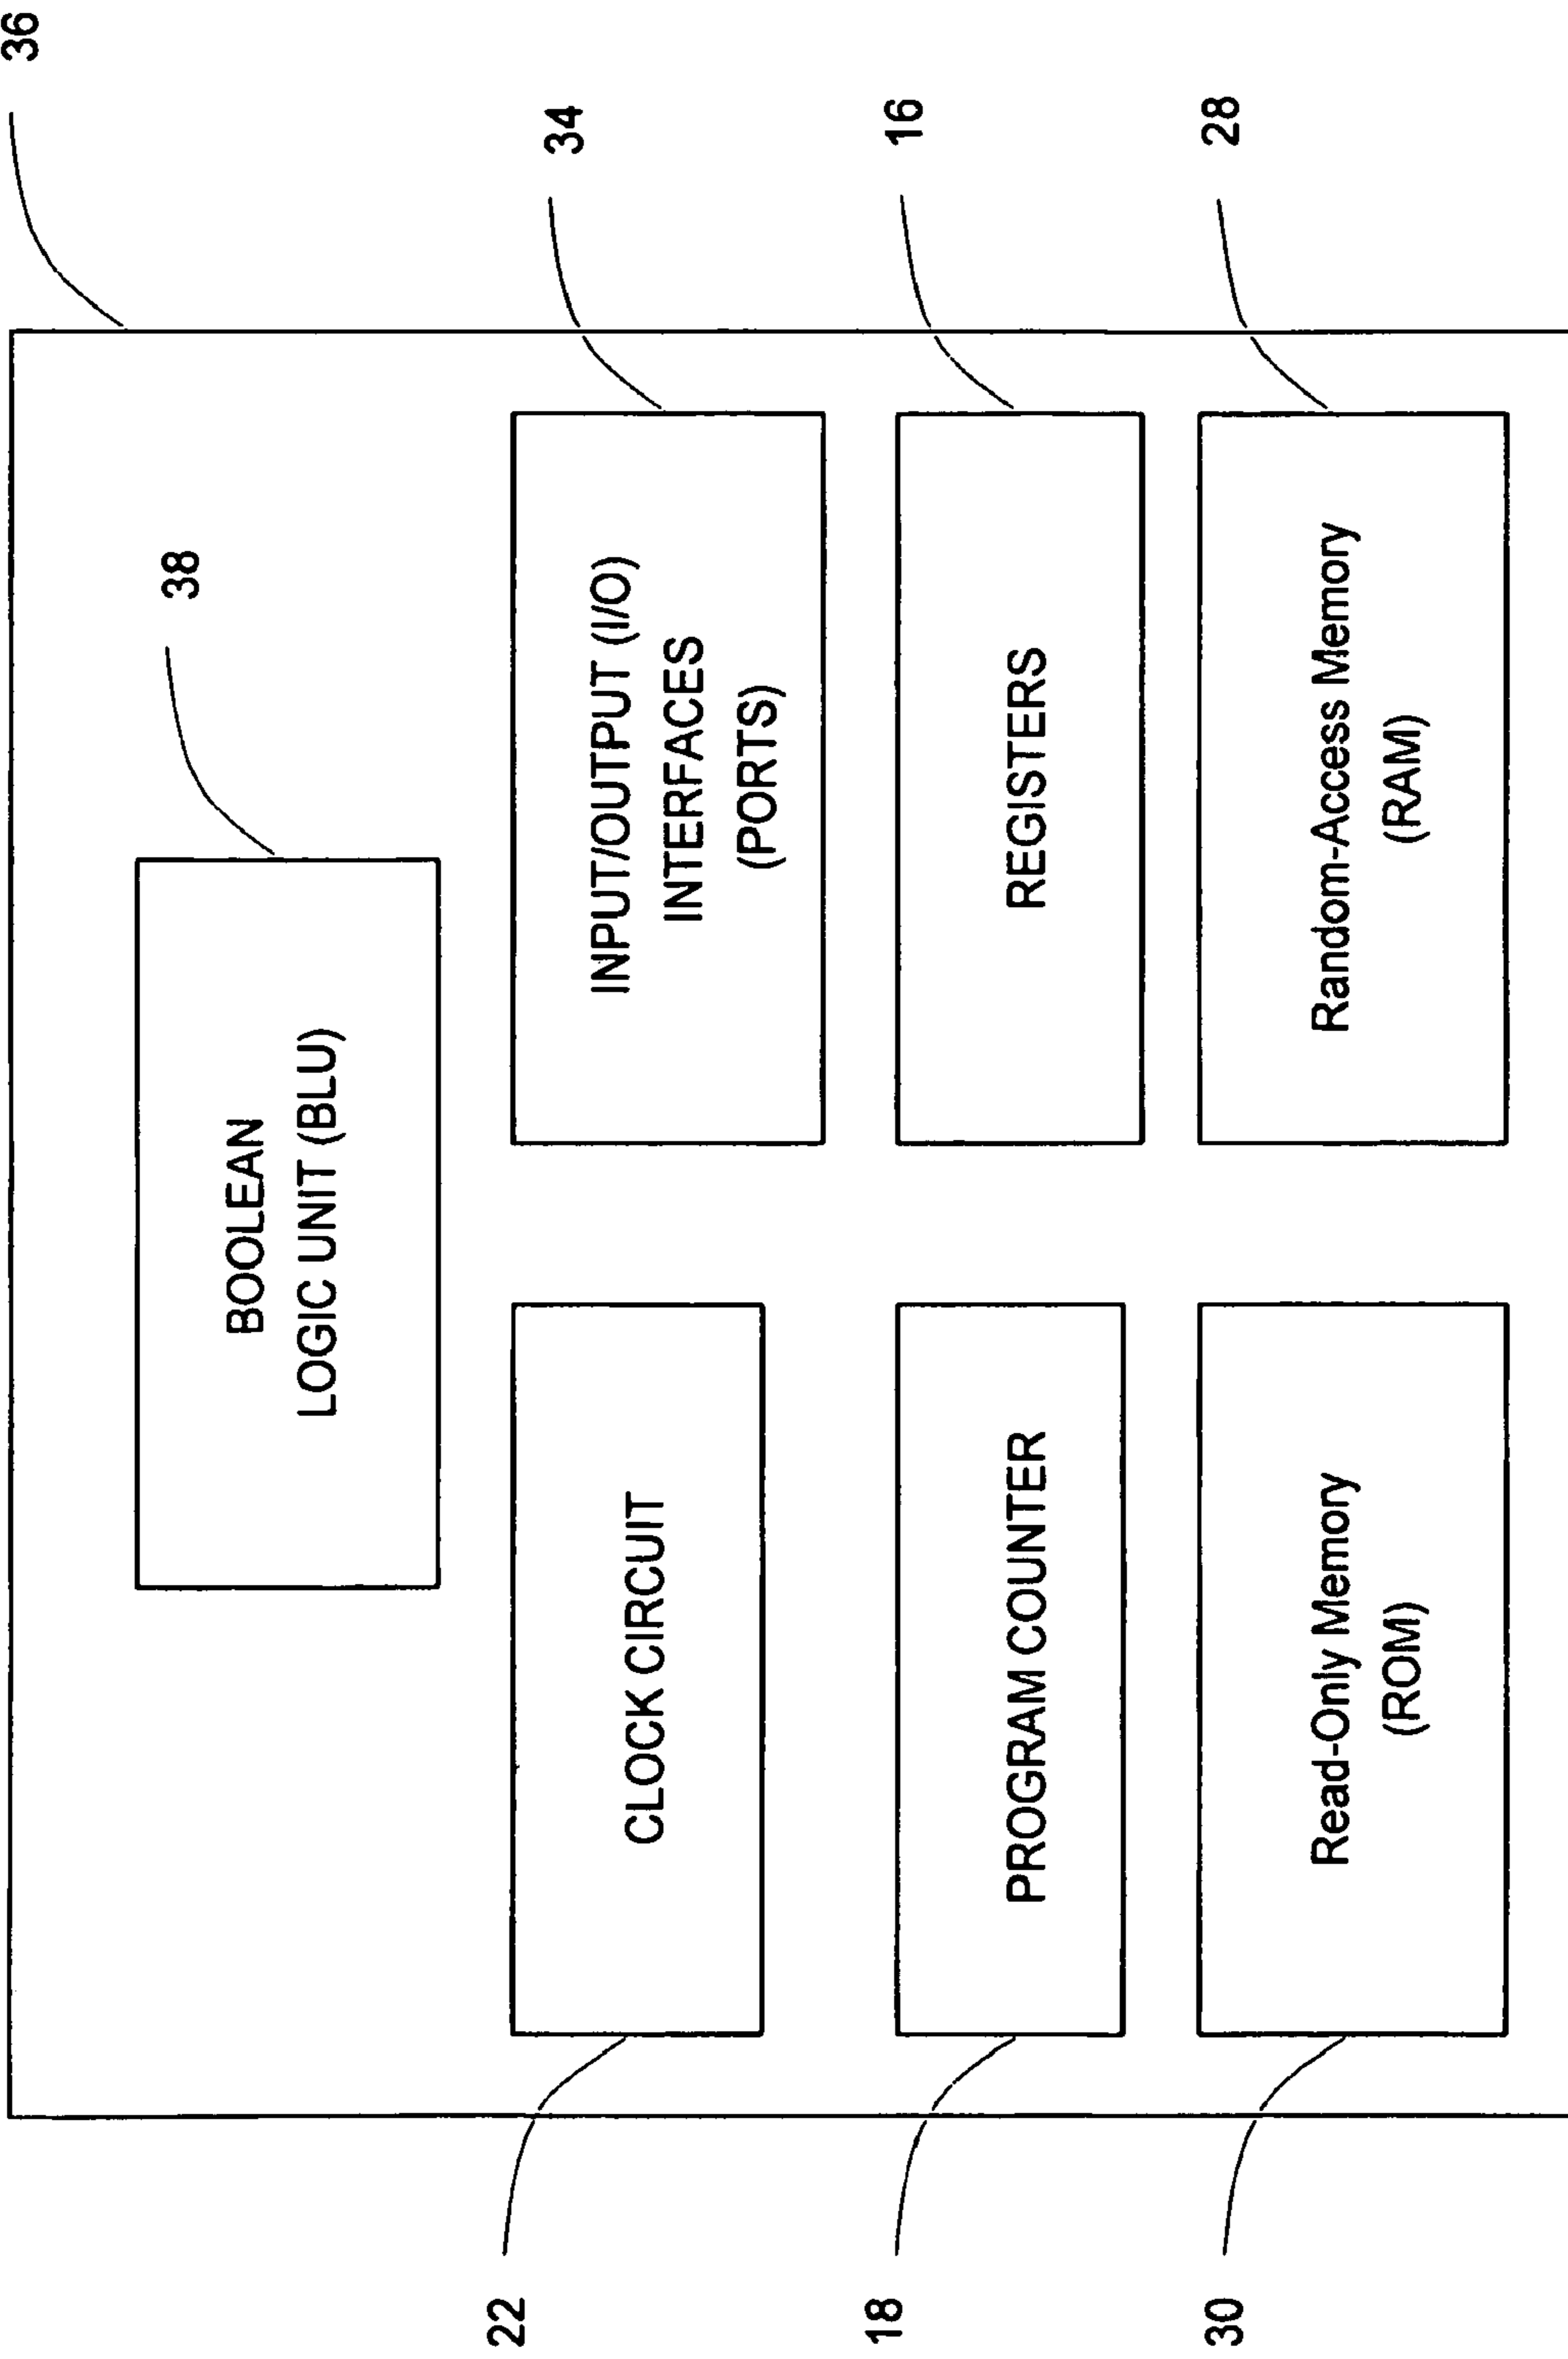 36
38
BOOLEAN
LOGIC UNIT (BLU)
22
CLOCK CIRCUIT
INPUT/OUTPUT (I/O)
INTERFACES
(PORTS)
34
18
PROGRAM COUNTER
REGISTERS
16
30
Read-Only Memory
(ROM)
Random-Access Memory
(RAM)
28